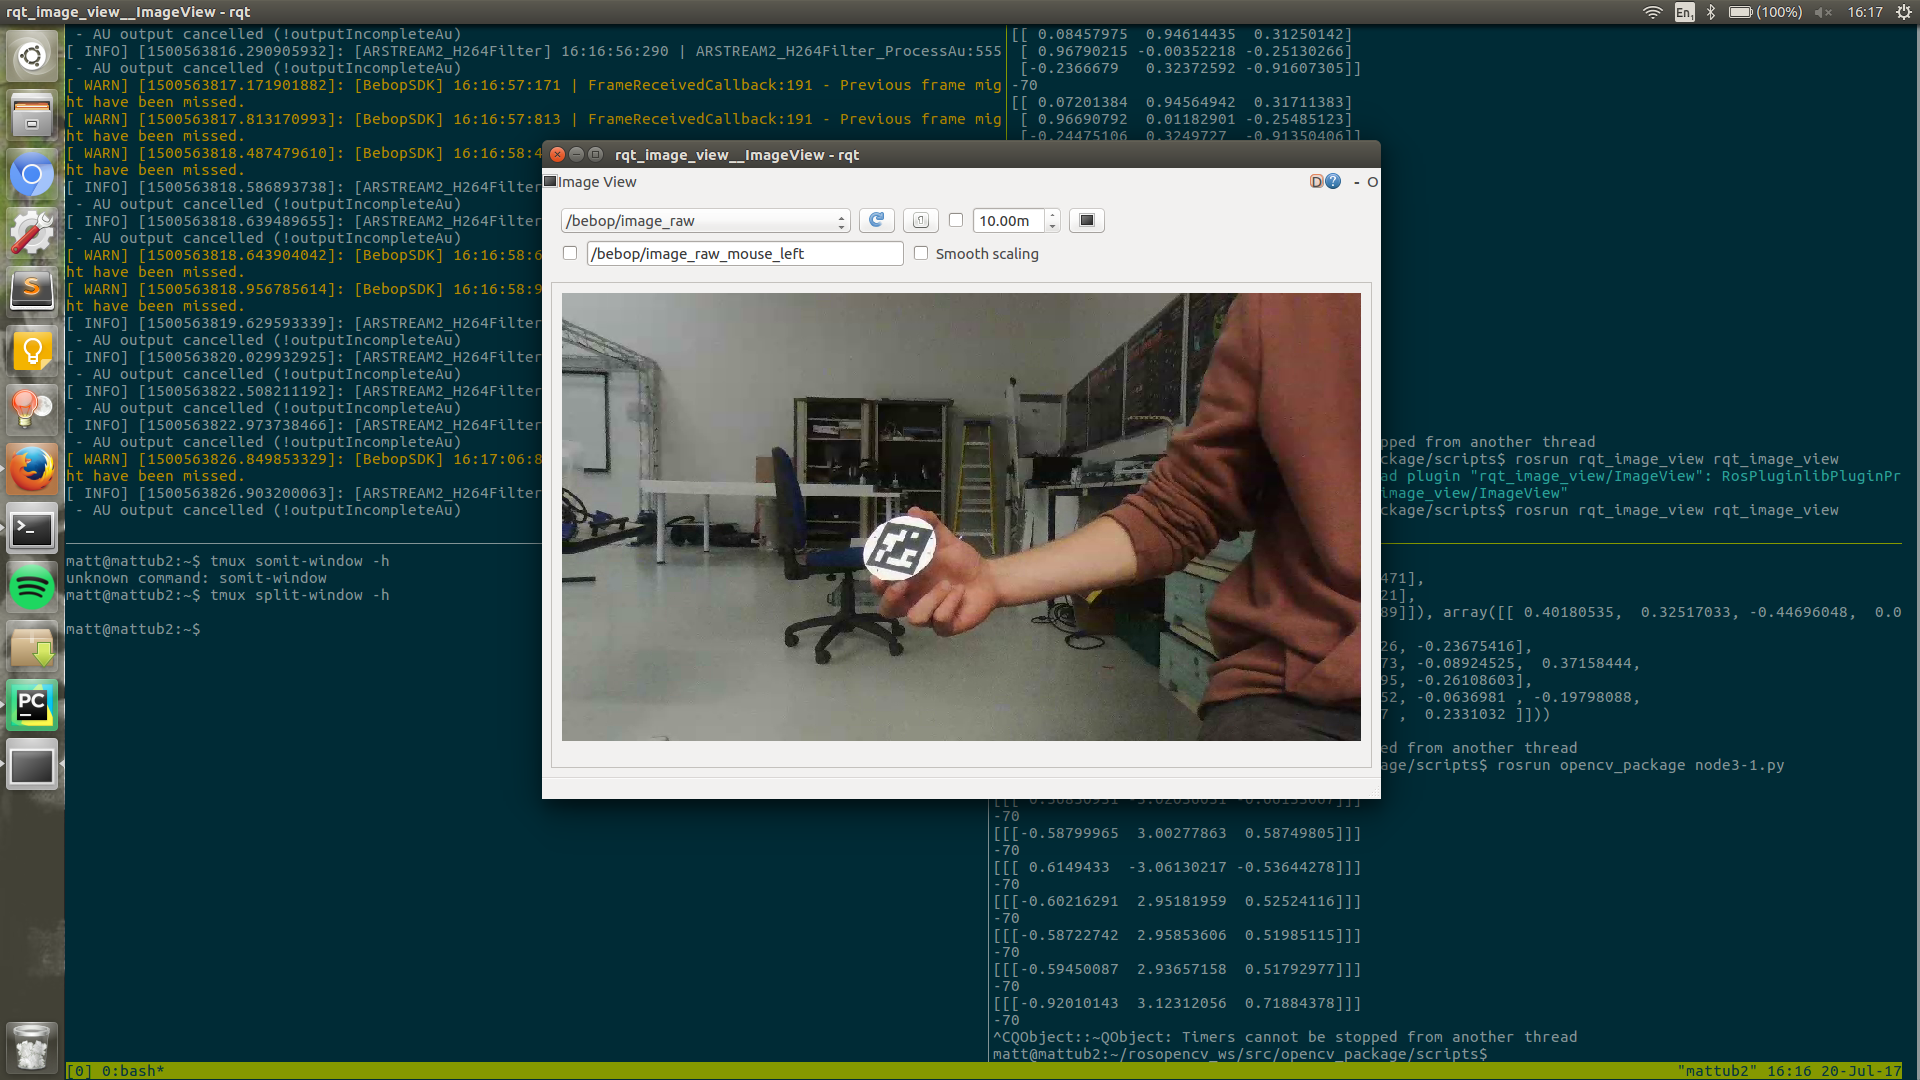 rqt_image_view__ImageView - rqt
En1
(100%)
16:17
- AU output cancelled (!outputIncompleteAu)
[ INFO] [1500563816.290905932]: [ARSTREAM2_H264Filter] 16:16:56:290 | ARSTREAM2_H264Filter_ProcessAu:555
- AU output cancelled (!outputIncompleteAu)
[ WARN] [1500563817.171901882]: [BebopSDK] 16:16:57:171 | FrameReceivedCallback:191 - Previous frame mig
ht have been missed.
[ WARN] [1500563817.813170993]: [BebopSDK] 16:16:57:813 | FrameReceivedCallback:191 - Previous frame mig
ht have been missed.
[ WARN] [1500563818.487479610]: [BebopSDK] 16:16:58:4
ht have been missed.
[ INFO] [1500563818.586893738]: [ARSTREAM2_H264Filter
- AU output cancelled (!outputIncompleteAu)
[ INFO] [1500563818.639489655]: [ARSTREAM2_H264Filter
- AU output cancelled (!outputIncompleteAu)
[ WARN] [1500563818.643904042]: [BebopSDK] 16:16:58:6
ht have been missed.
[ WARN] [1500563818.956785614]: [BebopSDK] 16:16:58:9
ht have been missed.
[ INFO] [1500563819.629593339]: [ARSTREAM2_H264Filter
- AU output cancelled (!outputIncompleteAu)
[ INFO] [1500563820.029932925]: [ARSTREAM2_H264Filter
- AU output cancelled (!outputIncompleteAu)
[ INFO] [1500563822.508211192]: [ARSTREAM2_H264Filter
- AU output cancelled (!outputIncompleteAu)
[ INFO] [1500563822.973738466]: [ARSTREAM2_H264Filter
- AU output cancelled (!outputIncompleteAu)
[ WARN] [1500563826.849853329]: [BebopSDK] 16:17:06:8
ht have been missed.
[ INFO] [1500563826.903200063]: [ARSTREAM2_H264Filter
- AU output cancelled (!outputIncompleteAu)
[[ 0.08457975 0.94614435 0.31250142]
[ 0.96790215 -0.00352218 -0.25130266]
[-0.2366679 0.32372592 -0.91607305]]
-70
[[ 0.07201384 0.94564942 0.31711383]
[ 0.96690792 0.01182901 -0.25485123]
[-0.24475106 0.3249727 -0.91350406]]
rqt_image_view__ImageView - rqt
Image View
D ? - O
/bebop/image_raw
10.00m
/bebop/image_raw_mouse_left
Smooth scaling
pped from another thread
ckage/scripts$ rosrun rqt_image_view rqt_image_view
ad plugin "rqt_image_view/ImageView": RosPluginlibPluginPr
image_view/ImageView"
ckage/scripts$ rosrun rqt_image_view rqt_image_view
matt@mattub2:~$ tmux somit-window -h
unknown command: somit-window
matt@mattub2:~$ tmux split-window -h
matt@mattub2:~$
471],
21],
89]]), array([[ 0.40180535, 0.32517033, -0.44696048, 0.0
26, -0.23675416],
73, -0.08924525, 0.37158444,
95, -0.26108603],
52, -0.0636981 , -0.19798088,
7 , 0.2331032 ]]))
ed from another thread
age/scripts$ rosrun opencv_package node3-1.py
-70
[[[-0.58799965 3.00277863 0.58749805]]]
-70
[[[ 0.6149433 -3.06130217 -0.53644278]]]
-70
[[[-0.60216291 2.95181959 0.52524116]]]
-70
[[[-0.58722742 2.95853606 0.51985115]]]
-70
[[[-0.59450087 2.93657158 0.51792977]]]
-70
[[[-0.92010143 3.12312056 0.71884378]]]
-70
^CQObject::~QObject: Timers cannot be stopped from another thread
matt@mattub2:~/rosopencv_ws/src/opencv_package/scripts$
[0] 0:bash*
"mattub2" 16:16 20-Jul-17
S
PC